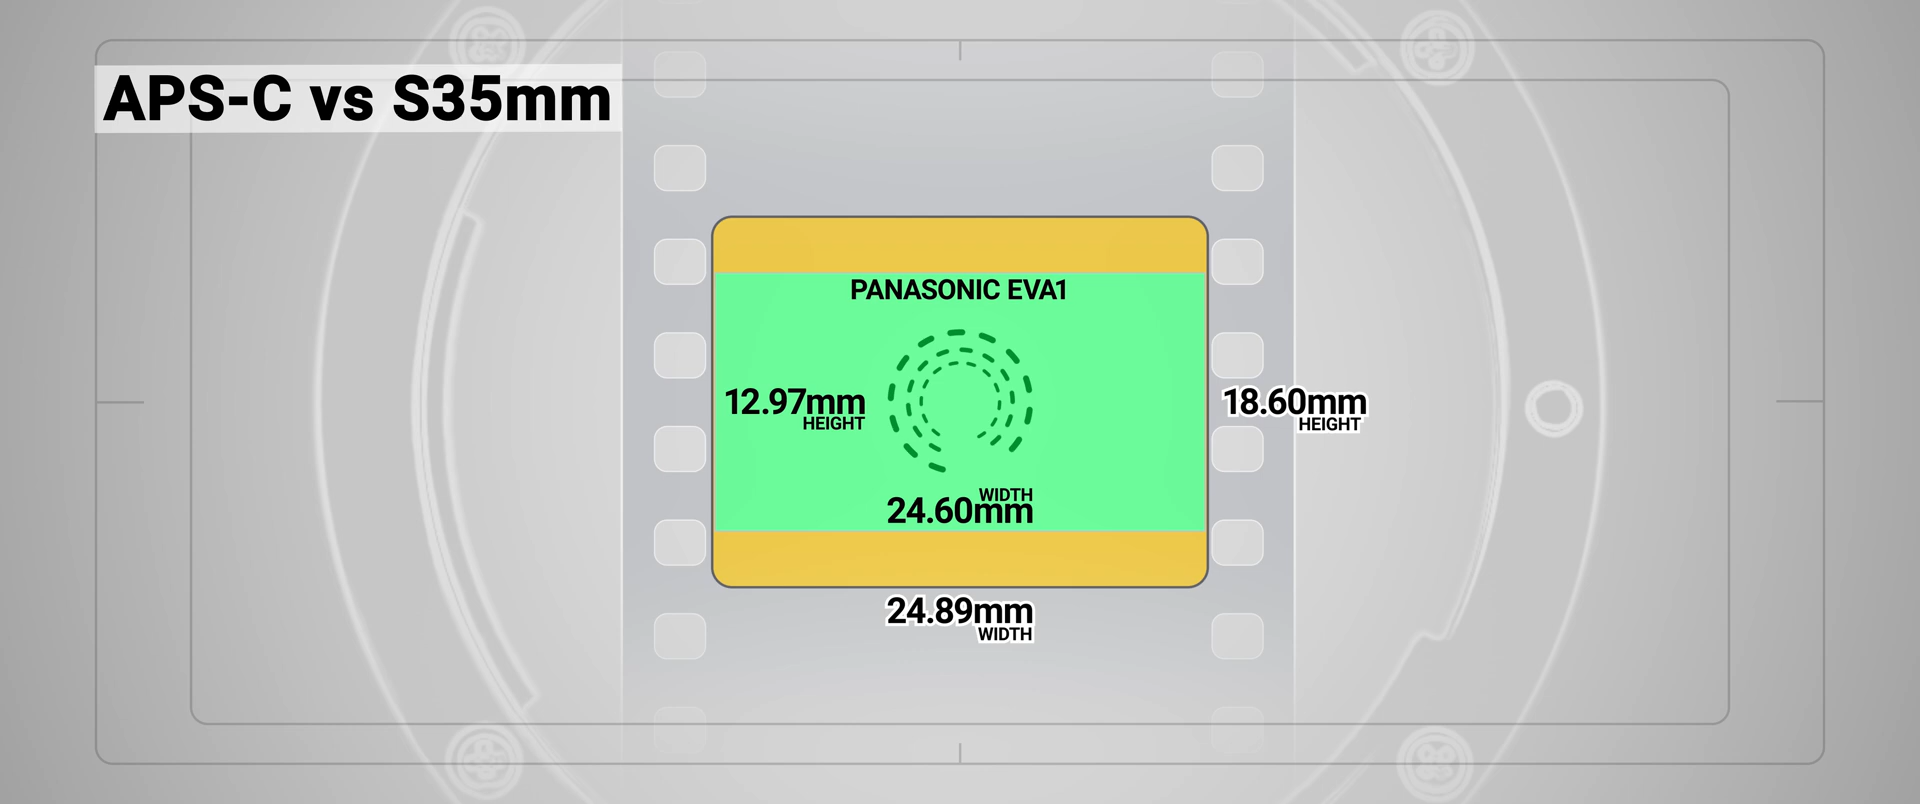 APS-C vs S35mm
PANASONIC EVA1
12.97mm
HEIGHT
18.60mm
HEIGHT
WIDTH
24.60mm
24.89mm
WIDTH